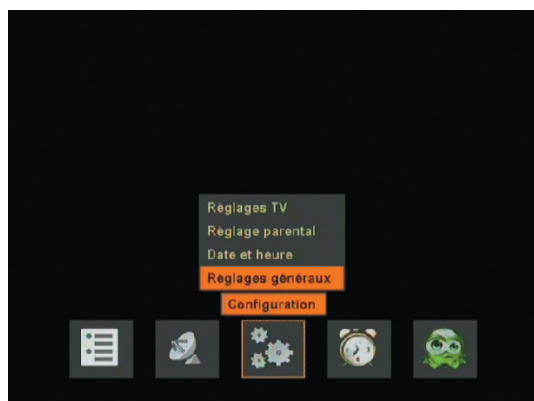 Réglages TV
Réglage parental
Date et heure
Réglages généraux
Configuration